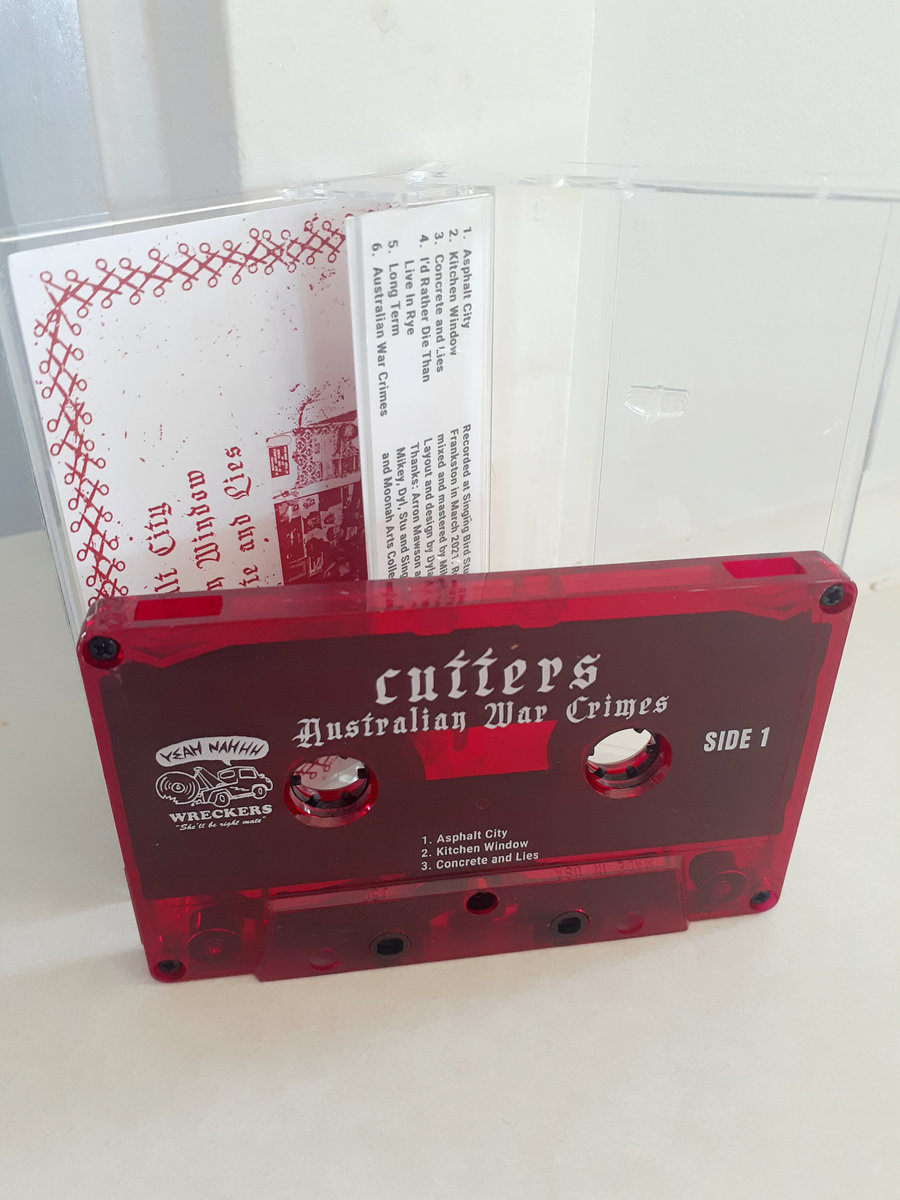 1. Asphalt City
2. Kitchen Window
3. Concrete and Lies
4. I'd Rather Die Than
Live In Rye
5. Long Term
6. Australian War Crimes
Recorded at Singing Bird
Frankston in March 2021.
mixed and mastered by
Layout and design by
Thanks: Arron Mawson
Mikey, Dyl, Stu and
and Moonah Arts
City
Window
and Lies
cutters
Australian War Crimes
SIDE 1
YEAH NAHHH
WRECKERS
"She'll be right mate"
1. Asphalt City
2. Kitchen Window
3. Concrete and Lies
MADE IN USA